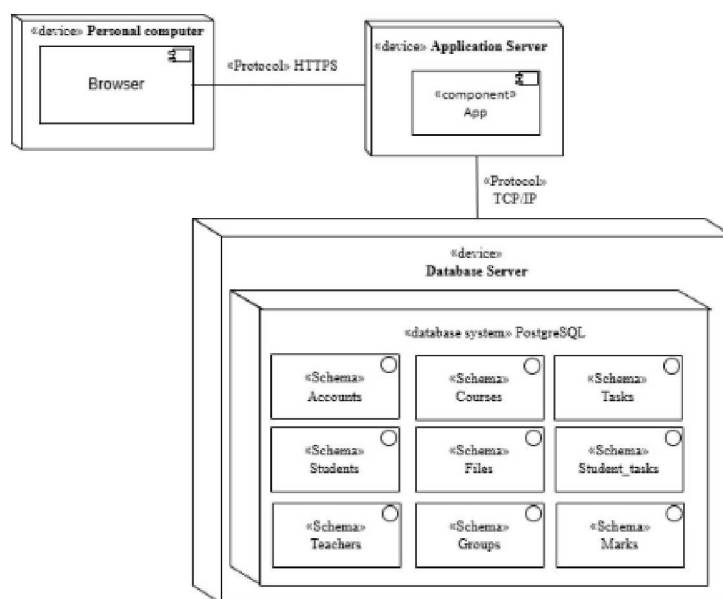 «device» Personal computer
Browser
«Protocol» HTTPS
«device» Application Server
«component»
App
«Protocol»
TCP/IP
«device»
Database Server
«database system» PostgreSQL
«Schema»
Accounts
«Schema»
Courses
«Schema»
Tasks
«Schema»
Students
«Schema»
Files
«Schema»
Student_tasks
«Schema»
Teachers
«Schema»
Groups
«Schema»
Marks